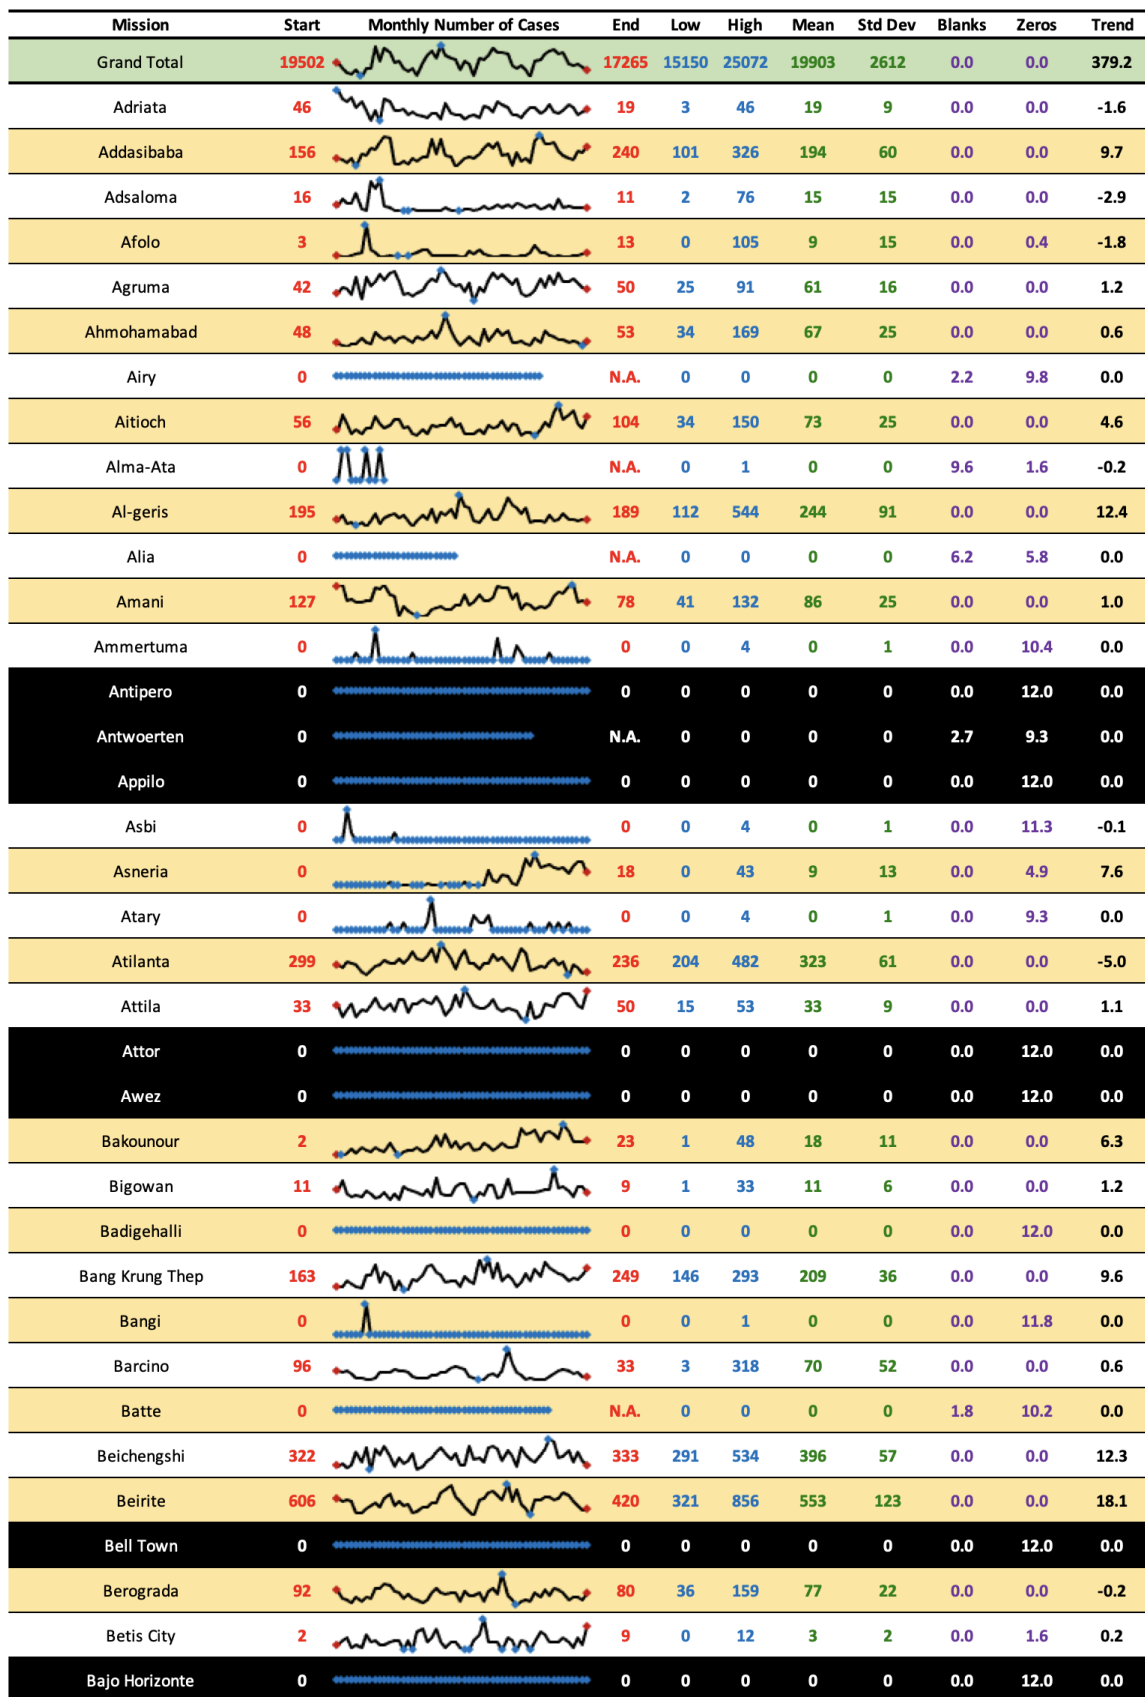 Mission Start Monthly Number of Cases End Low High Mean Std Dev Blanks Zeros Trend
Grand Total 19502 17265 15150 25072 19903 2612 0.0 0.0 379.2
Adriata 46 19 3 46 19 9 0.0 0.0 -1.6
Addasibaba 156 240 101 326 194 60 0.0 0.0 9.7
Adsaloma 16 11 2 76 15 15 0.0 0.0 -2.9
Afolo 3 13 0 105 9 15 0.0 0.4 -1.8
Agruma 42 50 25 91 61 16 0.0 0.0 1.2
Ahmohamabad 48 53 34 169 67 25 0.0 0.0 0.6
Airy 0 N.A. 0 0 0 0 2.2 9.8 0.0
Aitioch 56 104 34 150 73 25 0.0 0.0 4.6
Alma-Ata 0 N.A. 0 1 0 0 9.6 1.6 -0.2
Al-geris 195 189 112 544 244 91 0.0 0.0 12.4
Alia 0 N.A. 0 0 0 0 6.2 5.8 0.0
Amani 127 78 41 132 86 25 0.0 0.0 1.0
Ammertuma 0 0 0 4 0 1 0.0 10.4 0.0
Antipero 0 0 0 0 0 0 0.0 12.0 0.0
Antwoerten 0 N.A. 0 0 0 0 2.7 9.3 0.0
Appilo 0 0 0 0 0 0 0.0 12.0 0.0
Asbi 0 0 0 4 0 1 0.0 11.3 -0.1
Asneria 0 18 0 43 9 13 0.0 4.9 7.6
Atary 0 0 0 4 0 1 0.0 9.3 0.0
Atilanta 299 236 204 482 323 61 0.0 0.0 -5.0
Attila 33 50 15 53 33 9 0.0 0.0 1.1
Attor 0 0 0 0 0 0 0.0 12.0 0.0
Awez 0 0 0 0 0 0 0.0 12.0 0.0
Bakounour 2 23 1 48 18 11 0.0 0.0 6.3
Bigowan 11 9 1 33 11 6 0.0 0.0 1.2
Badigehalli 0 0 0 0 0 0 0.0 12.0 0.0
Bang Krung Thep 163 249 146 293 209 36 0.0 0.0 9.6
Bangi 0 0 0 1 0 0 0.0 11.8 0.0
Barcino 96 33 3 318 70 52 0.0 0.0 0.6
Batte 0 N.A. 0 0 0 0 1.8 10.2 0.0
Beichengshi 322 333 291 534 396 57 0.0 0.0 12.3
Beirite 606 420 321 856 553 123 0.0 0.0 18.1
Bell Town 0 0 0 0 0 0 0.0 12.0 0.0
Berograda 92 80 36 159 77 22 0.0 0.0 -0.2
Betis City 2 9 0 12 3 2 0.0 1.6 0.2
Bajo Horizonte 0 0 0 0 0 0 0.0 12.0 0.0